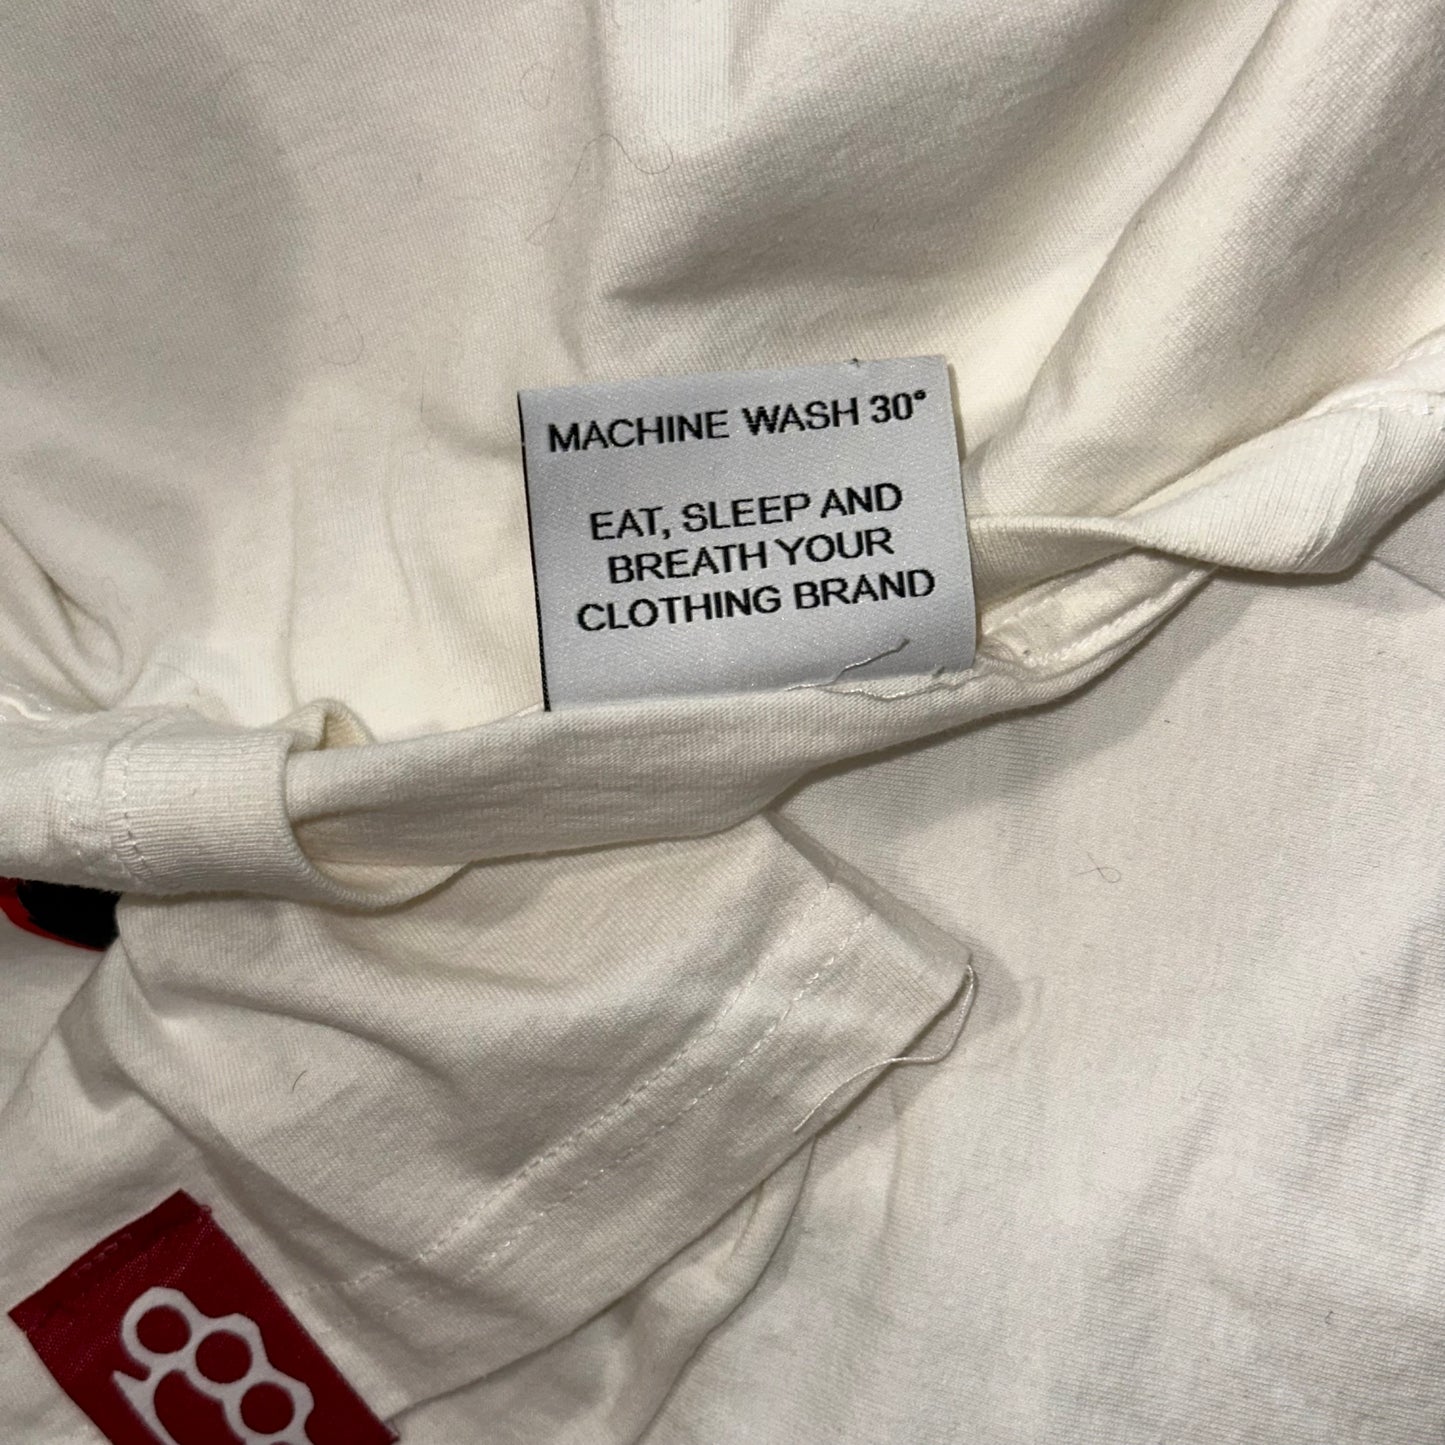 MACHINE WASH 30°
EAT, SLEEP AND
BREATH YOUR
CLOTHING BRAND